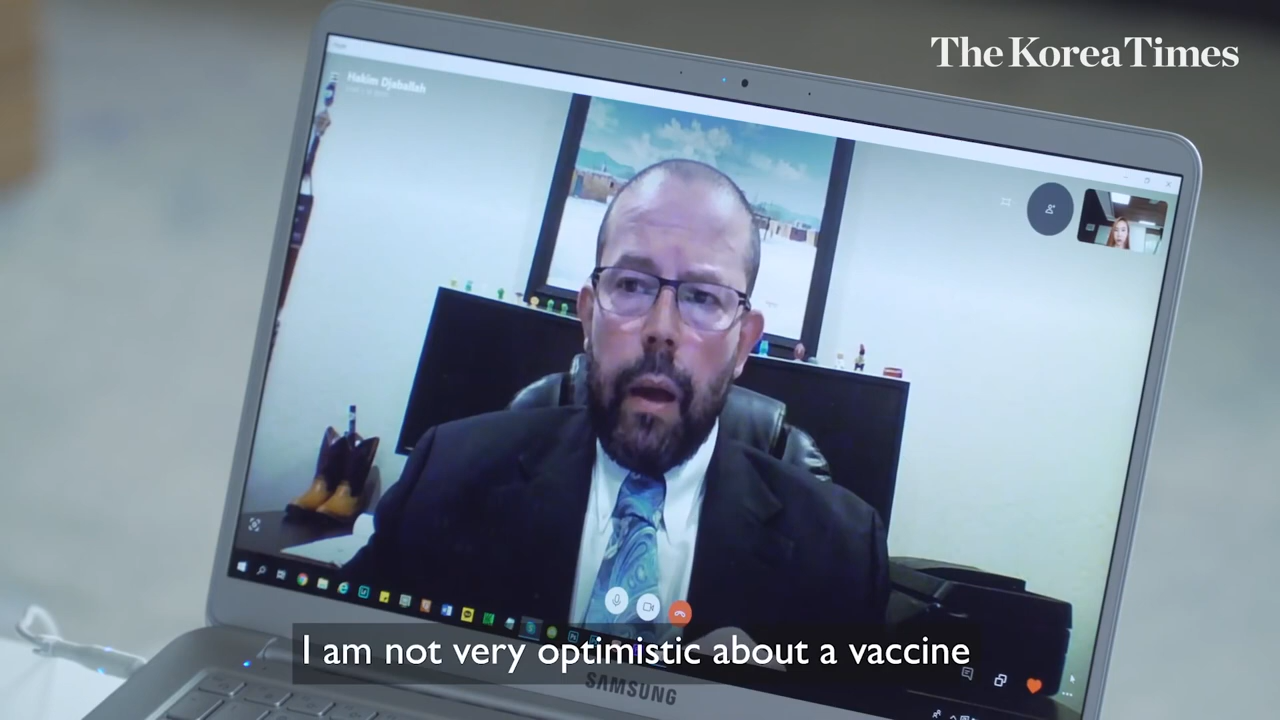 The Korea Times
Hakim Djaballah
I am not very optimistic about a vaccine
SAMSUNG